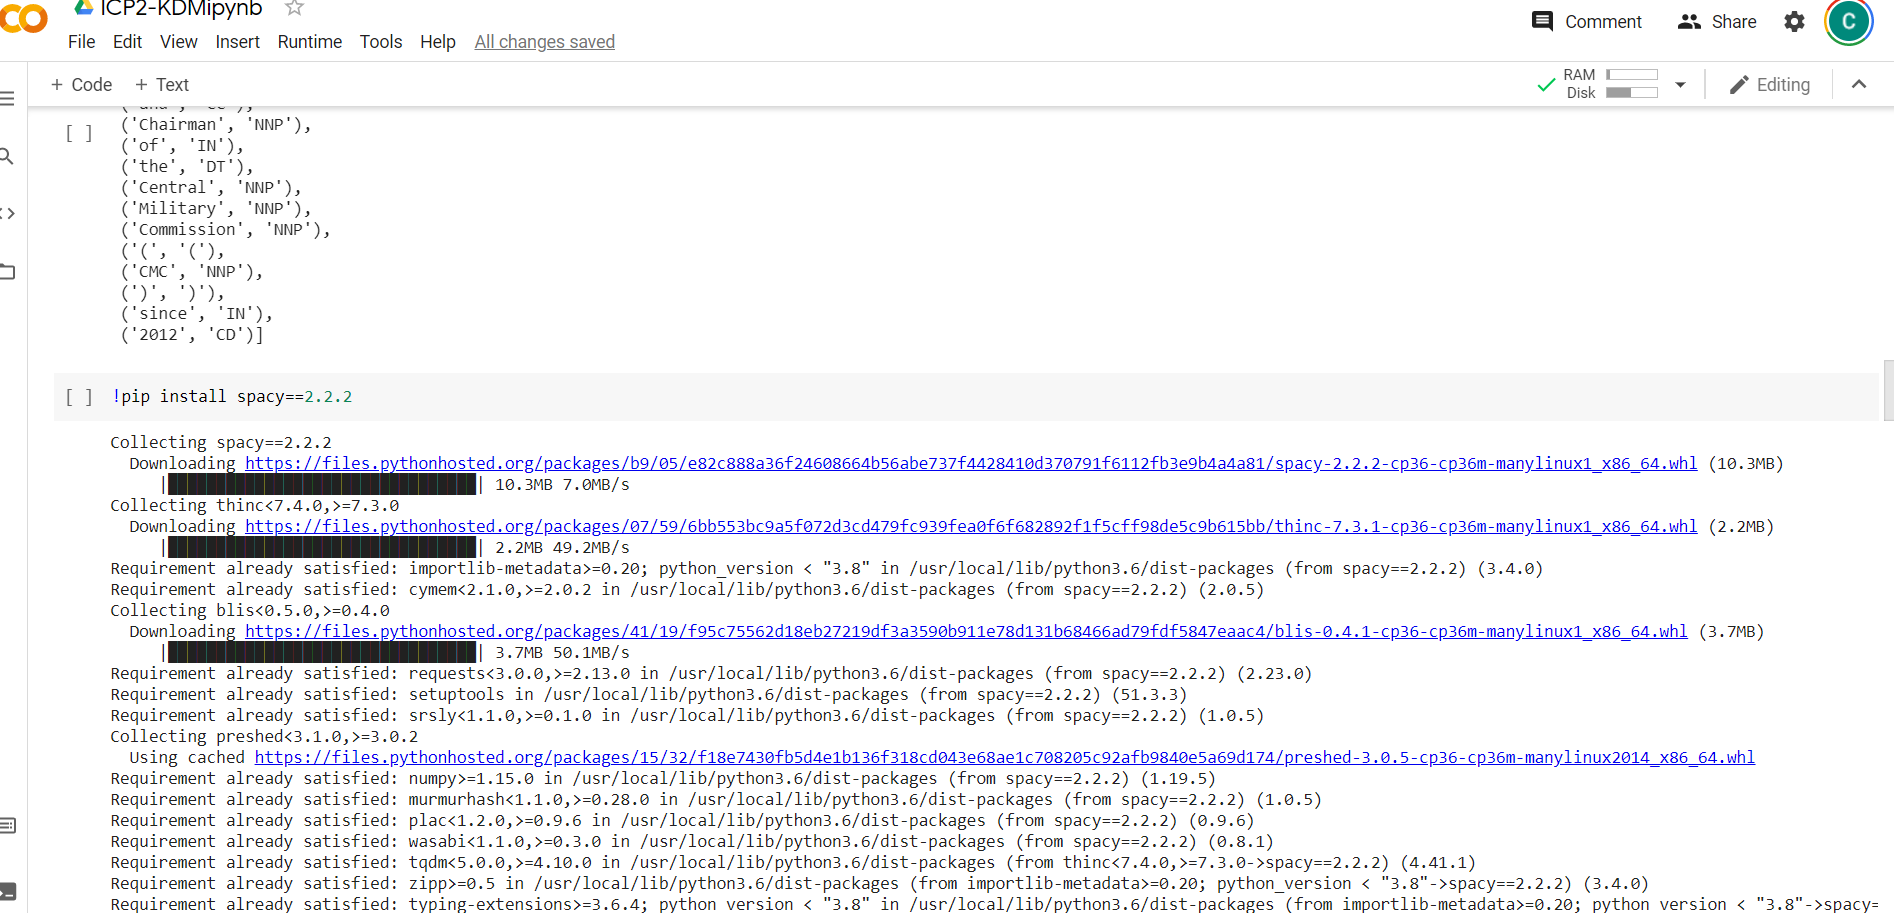 ICP2-KDMipynb
File Edit View Insert Runtime Tools Help All changes saved
Comment Share C
+ Code + Text
RAM
Disk
Editing
('and', 'CC'),
[ ]
('Chairman', 'NNP'),
('of', 'IN'),
('the', 'DT'),
('Central', 'NNP'),
('Military', 'NNP'),
('Commission', 'NNP'),
('(', '('),
('CMC', 'NNP'),
(')', ')'),
('since', 'IN'),
('2012', 'CD')]
[ ] !pip install spacy==2.2.2
Collecting spacy==2.2.2
Downloading https://files.pythonhosted.org/packages/b9/05/e82c888a36f24608664b56abe737f4428410d370791f6112fb3e9b4a4a81/spacy-2.2.2-cp36-cp36m-manylinux1_x86_64.whl (10.3MB)
| | 10.3MB 7.0MB/s
Collecting thinc<7.4.0,>=7.3.0
Downloading https://files.pythonhosted.org/packages/07/59/6bb553bc9a5f072d3cd479fc939fea0f6f682892f1f5cff98de5c9b615bb/thinc-7.3.1-cp36-cp36m-manylinux1_x86_64.whl (2.2MB)
| | 2.2MB 49.2MB/s
Requirement already satisfied: importlib-metadata>=0.20; python_version < "3.8" in /usr/local/lib/python3.6/dist-packages (from spacy==2.2.2) (3.4.0)
Requirement already satisfied: cymem<2.1.0,>=2.0.2 in /usr/local/lib/python3.6/dist-packages (from spacy==2.2.2) (2.0.5)
Collecting blis<0.5.0,>=0.4.0
Downloading https://files.pythonhosted.org/packages/41/19/f95c75562d18eb27219df3a3590b911e78d131b68466ad79fdf5847eaac4/blis-0.4.1-cp36-cp36m-manylinux1_x86_64.whl (3.7MB)
| | 3.7MB 50.1MB/s
Requirement already satisfied: requests<3.0.0,>=2.13.0 in /usr/local/lib/python3.6/dist-packages (from spacy==2.2.2) (2.23.0)
Requirement already satisfied: setuptools in /usr/local/lib/python3.6/dist-packages (from spacy==2.2.2) (51.3.3)
Requirement already satisfied: srsly<1.1.0,>=0.1.0 in /usr/local/lib/python3.6/dist-packages (from spacy==2.2.2) (1.0.5)
Collecting preshed<3.1.0,>=3.0.2
Using cached https://files.pythonhosted.org/packages/15/32/f18e7430fb5d4e1b136f318cd043e68ae1c708205c92afb9840e5a69d174/preshed-3.0.5-cp36-cp36m-manylinux2014_x86_64.whl
Requirement already satisfied: numpy>=1.15.0 in /usr/local/lib/python3.6/dist-packages (from spacy==2.2.2) (1.19.5)
Requirement already satisfied: murmurhash<1.1.0,>=0.28.0 in /usr/local/lib/python3.6/dist-packages (from spacy==2.2.2) (1.0.5)
Requirement already satisfied: plac<1.2.0,>=0.9.6 in /usr/local/lib/python3.6/dist-packages (from spacy==2.2.2) (0.9.6)
Requirement already satisfied: wasabi<1.1.0,>=0.3.0 in /usr/local/lib/python3.6/dist-packages (from spacy==2.2.2) (0.8.1)
Requirement already satisfied: tqdm<5.0.0,>=4.10.0 in /usr/local/lib/python3.6/dist-packages (from thinc<7.4.0,>=7.3.0->spacy==2.2.2) (4.41.1)
Requirement already satisfied: zipp>=0.5 in /usr/local/lib/python3.6/dist-packages (from importlib-metadata>=0.20; python_version < "3.8"->spacy==2.2.2) (3.4.0)
Requirement already satisfied: typing-extensions>=3.6.4; python_version < "3.8" in /usr/local/lib/python3.6/dist-packages (from importlib-metadata>=0.20; python_version < "3.8"->spacy=